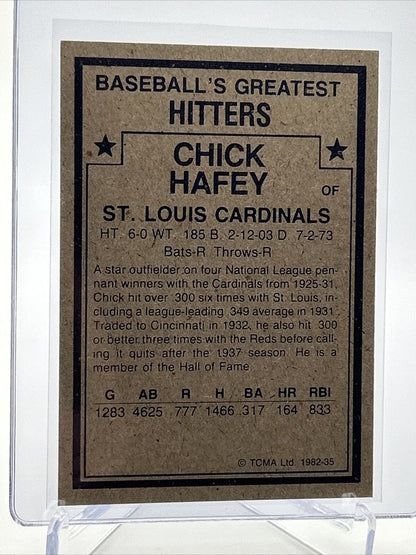 BASEBALL'S GREATEST
HITTERS
CHICK
HAFEY
OF
ST. LOUIS CARDINALS
HT. 6-0 WT. 185 B. 2-12-03 D. 7-2-73
Bats-R Throws-R
A star outfielder on four National League pen-
nant winners with the Cardinals from 1925-31,
Chick hit over .300 six times with St. Louis, in-
cluding a league-leading .349 average in 1931.
Traded to Cincinnati in 1932, he also hit .300
or better three times with the Reds before call-
ing it quits after the 1937 season. He is a
member of the Hall of Fame.
G AB R H BA HR RBI
1283 4625 777 1466 .317 164 833
© TCMA Ltd. 1982-35